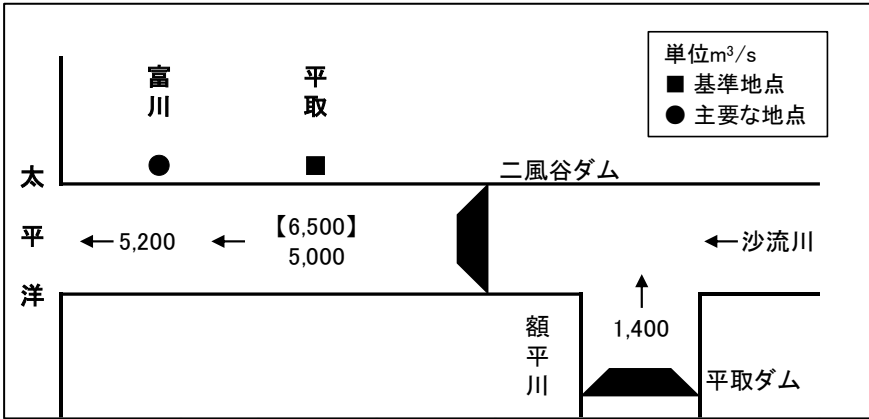 単位m³/s
■ 基準地点
● 主要な地点
富川
平取
二風谷ダム
太平洋
←5,200
←
【6,500】
5,000
←沙流川
↑
1,400
額平川
平取ダム